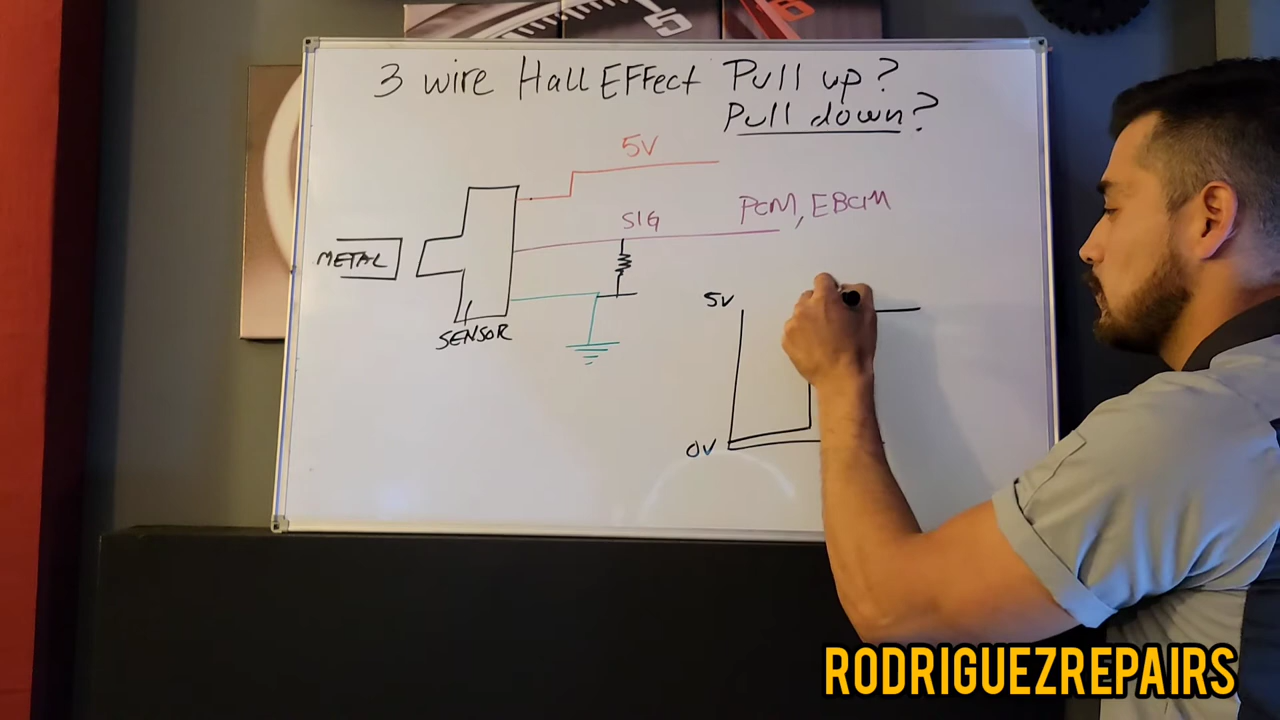 3 wire Hall EFFect Pull up?
Pull down?
5V
SIG
PCM, EBCM
METAL
SENSOR
5V
0V
RODRIGUEZREPAIRS